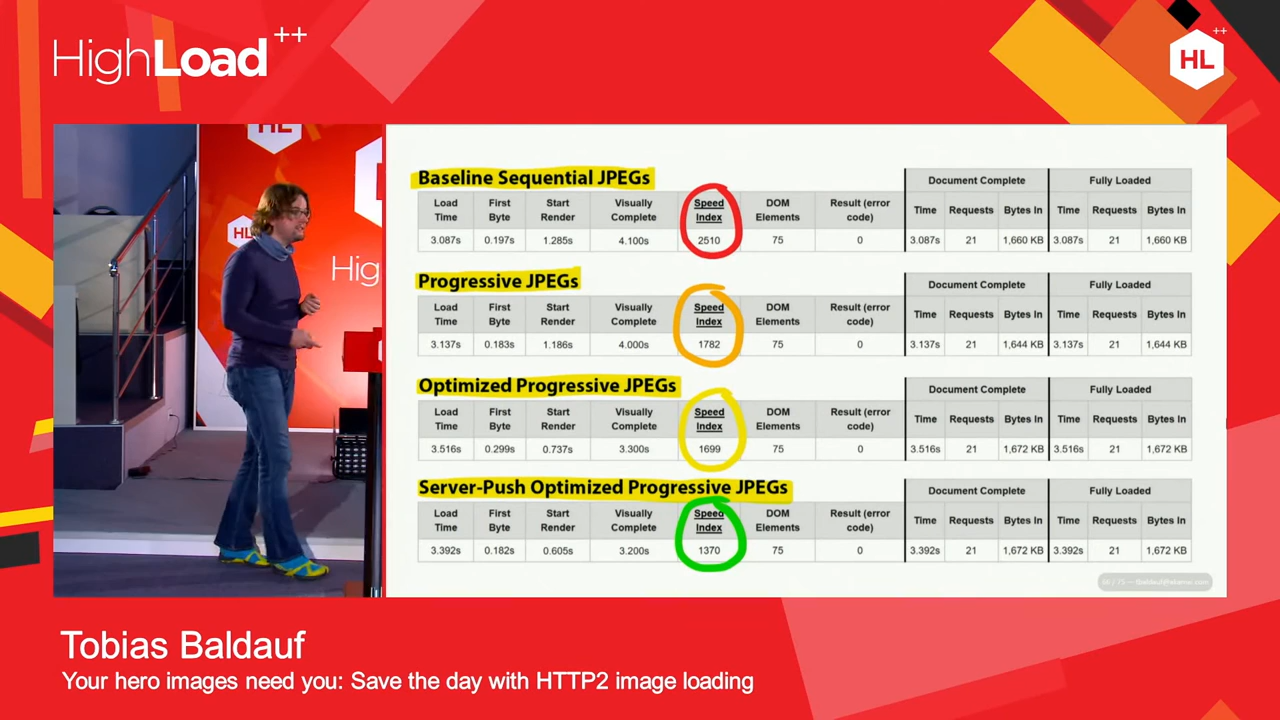 HighLoad++
HL++
HL
HL
Hig
Baseline Sequential JPEGs
Document Complete Fully Loaded
Load Time First Byte Start Render Visually Complete Speed Index DOM Elements Result (error code) Time Requests Bytes In Time Requests Bytes In
3.087s 0.197s 1.285s 4.100s 2510 75 0 3.087s 21 1,660 KB 3.087s 21 1,660 KB
Progressive JPEGs
Document Complete Fully Loaded
Load Time First Byte Start Render Visually Complete Speed Index DOM Elements Result (error code) Time Requests Bytes In Time Requests Bytes In
3.137s 0.183s 1.186s 4.000s 1782 75 0 3.137s 21 1,644 KB 3.137s 21 1,644 KB
Optimized Progressive JPEGs
Document Complete Fully Loaded
Load Time First Byte Start Render Visually Complete Speed Index DOM Elements Result (error code) Time Requests Bytes In Time Requests Bytes In
3.516s 0.299s 0.737s 3.300s 1699 75 0 3.516s 21 1,672 KB 3.516s 21 1,672 KB
Server-Push Optimized Progressive JPEGs
Document Complete Fully Loaded
Load Time First Byte Start Render Visually Complete Speed Index DOM Elements Result (error code) Time Requests Bytes In Time Requests Bytes In
3.392s 0.182s 0.605s 3.200s 1370 75 0 3.392s 21 1,672 KB 3.392s 21 1,672 KB
Tobias Baldauf
Your hero images need you: Save the day with HTTP2 image loading